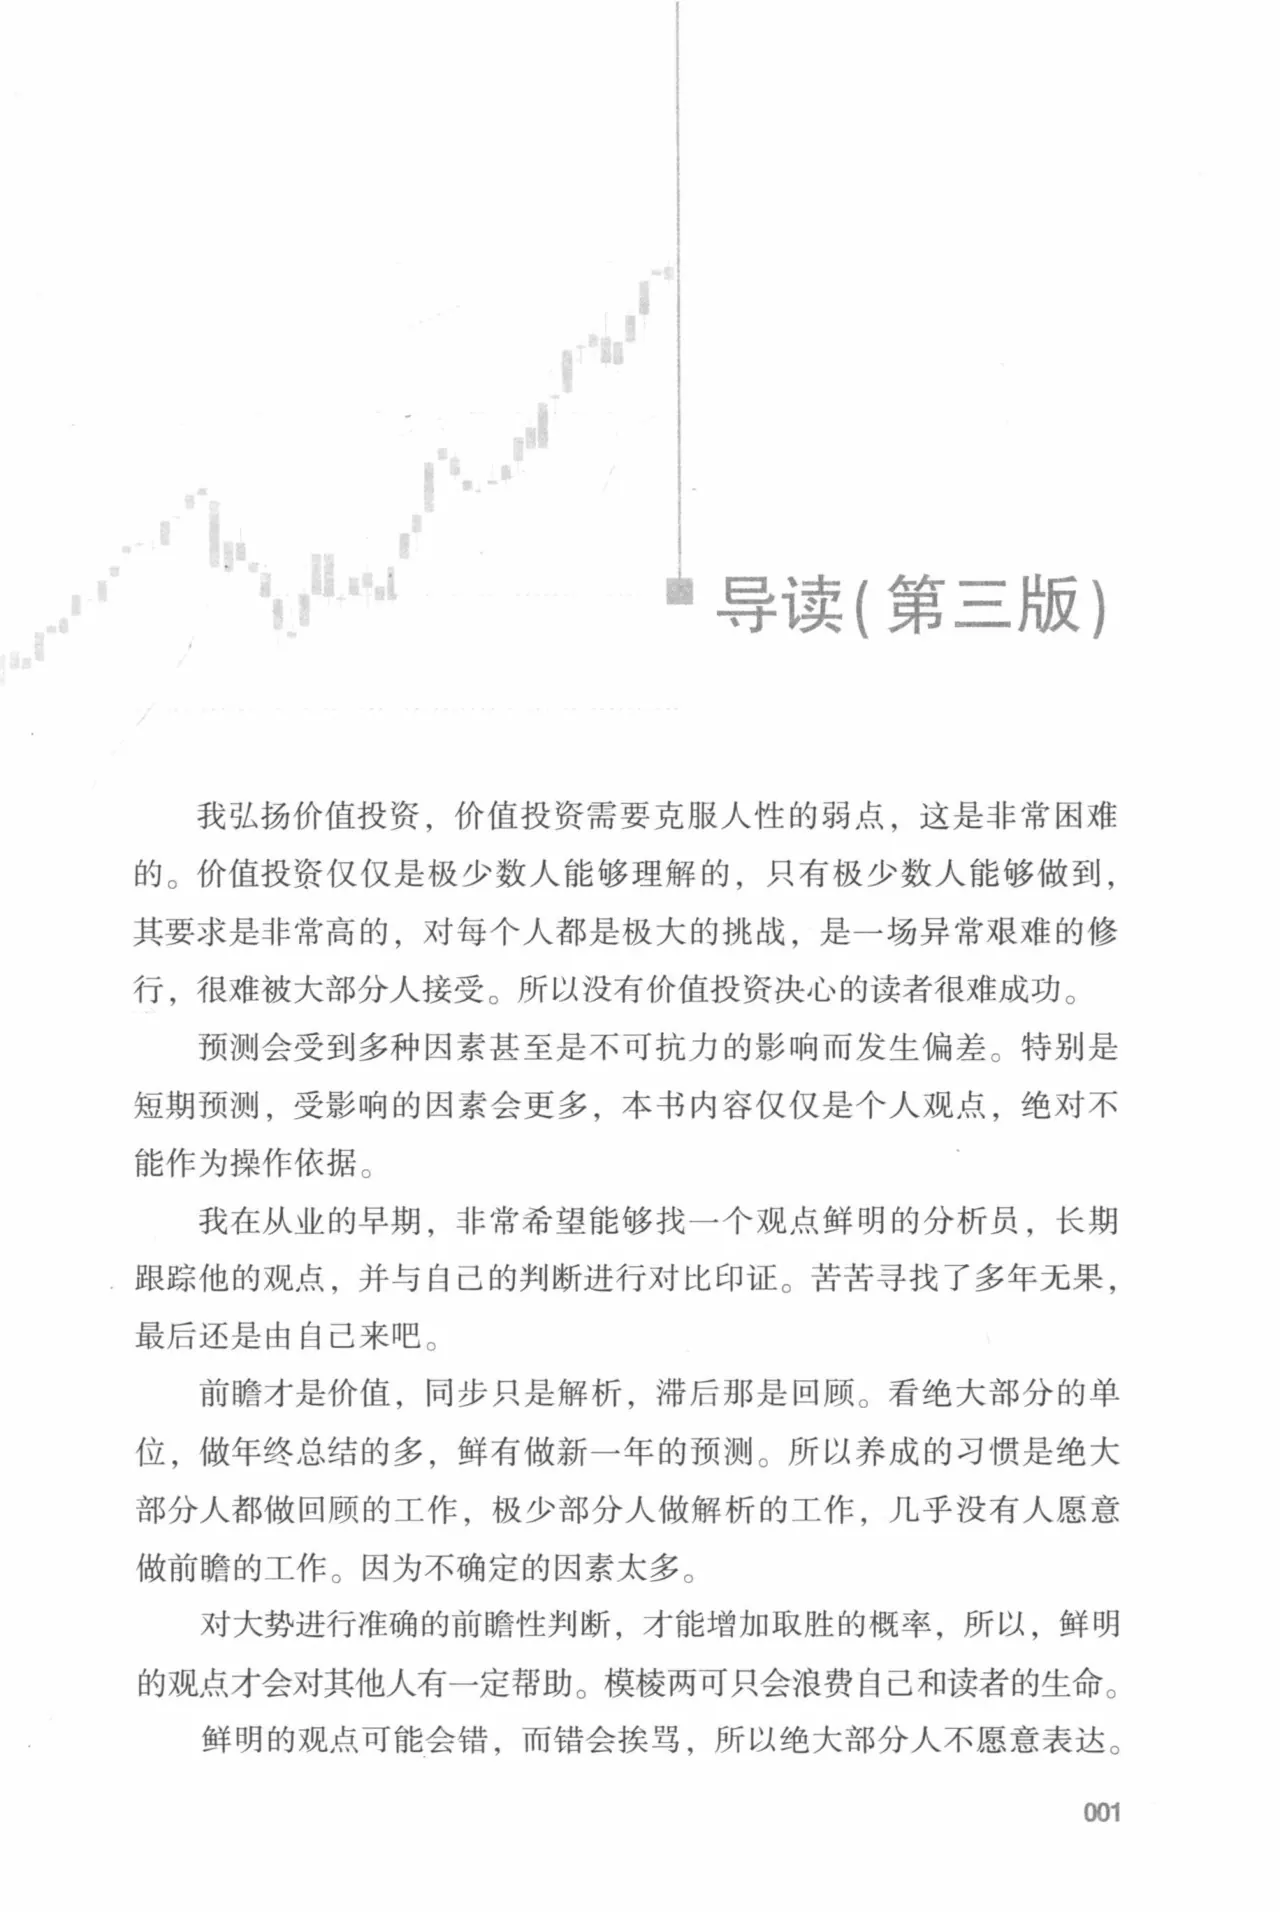 导读(第三版)
我弘扬价值投资，价值投资需要克服人性的弱点，这是非常困难
的。价值投资仅仅是极少数人能够理解的，只有极少数人能够做到，
其要求是非常高的，对每个人都是极大的挑战，是一场异常艰难的修
行，很难被大部分人接受。所以没有价值投资决心的读者很难成功。
预测会受到多种因素甚至是不可抗力的影响而发生偏差。特别是
短期预测，受影响的因素会更多，本书内容仅仅是个人观点，绝对不
能作为操作依据。
我在从业的早期，非常希望能够找一个观点鲜明的分析员，长期
跟踪他的观点，并与自己的判断进行对比印证。苦苦寻找了多年无果，
最后还是由自己来吧。
前瞻才是价值，同步只是解析，滞后那是回顾。看绝大部分的单
位，做年终总结的多，鲜有做新一年的预测。所以养成的习惯是绝大
部分人都做回顾的工作，极少部分人做解析的工作，几乎没有人愿意
做前瞻的工作。因为不确定的因素太多。
对大势进行准确的前瞻性判断，才能增加取胜的概率，所以，鲜明
的观点才会对其他人有一定帮助。模棱两可只会浪费自己和读者的生命。
鲜明的观点可能会错，而错会挨骂，所以绝大部分人不愿意表达。
001